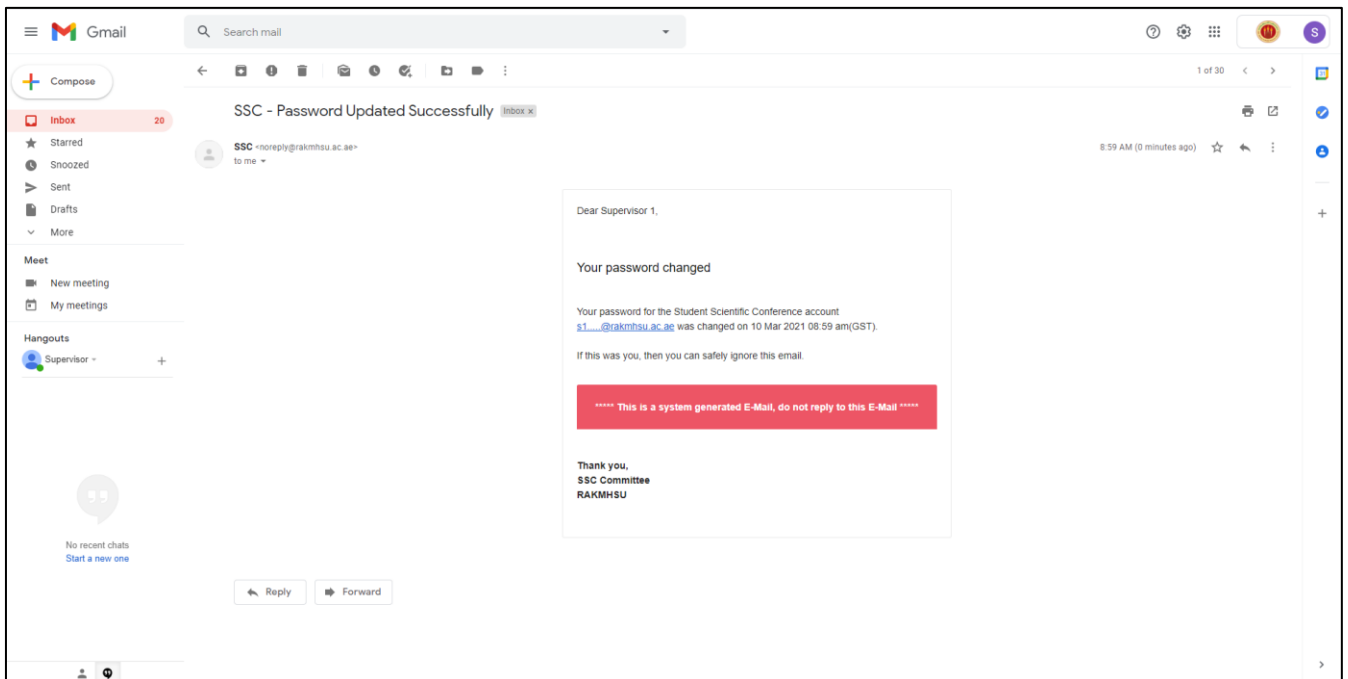 Gmail
Search mail
S
Compose
1 of 30
SSC - Password Updated Successfully Inbox x
Inbox 20
Starred
SSC <noreply@rakmhsu.ac.ae>
8:59 AM (0 minutes ago)
to me
Snoozed
Sent
Drafts
More
Dear Supervisor 1,
Meet
New meeting
My meetings
Your password changed
Hangouts
Supervisor
Your password for the Student Scientific Conference account
s1.....@rakmhsu.ac.ae was changed on 10 Mar 2021 08:59 am(GST).
If this was you, then you can safely ignore this email.
***** This is a system generated E-Mail, do not reply to this E-Mail *****
Thank you,
SSC Committee
RAKMHSU
No recent chats
Start a new one
Reply
Forward